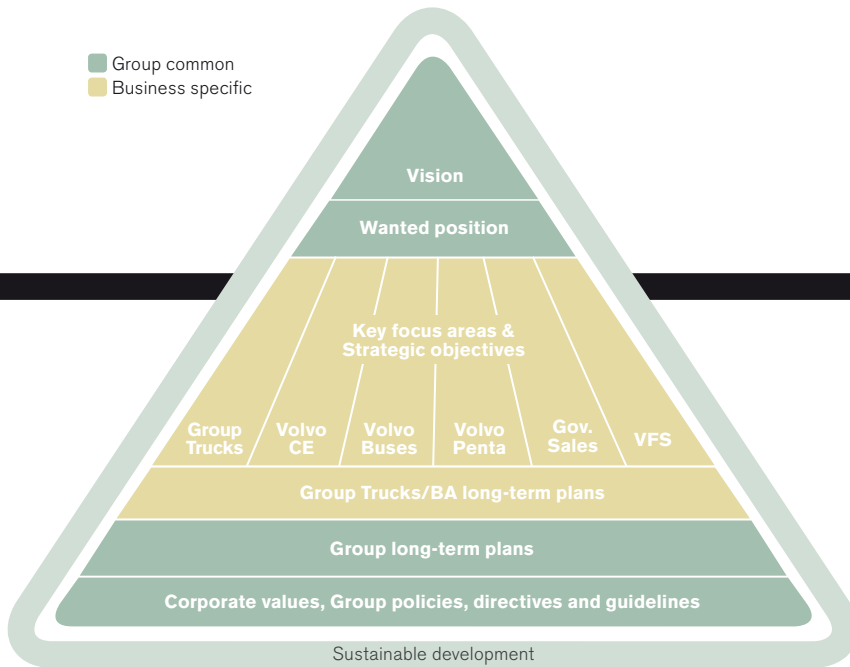 Group common
Business specific
Vision
Wanted position
Key focus areas &
Strategic objectives
Group
Trucks
Volvo
CE
Volvo
Buses
Volvo
Penta
Gov.
Sales
VFS
Group Trucks/BA long-term plans
Group long-term plans
Corporate values, Group policies, directives and guidelines
Sustainable development